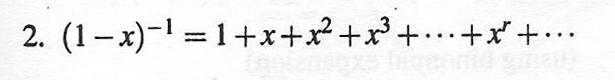 2. (1−x)⁻¹ = 1+x+x²+x³+⋯+xʳ+⋯